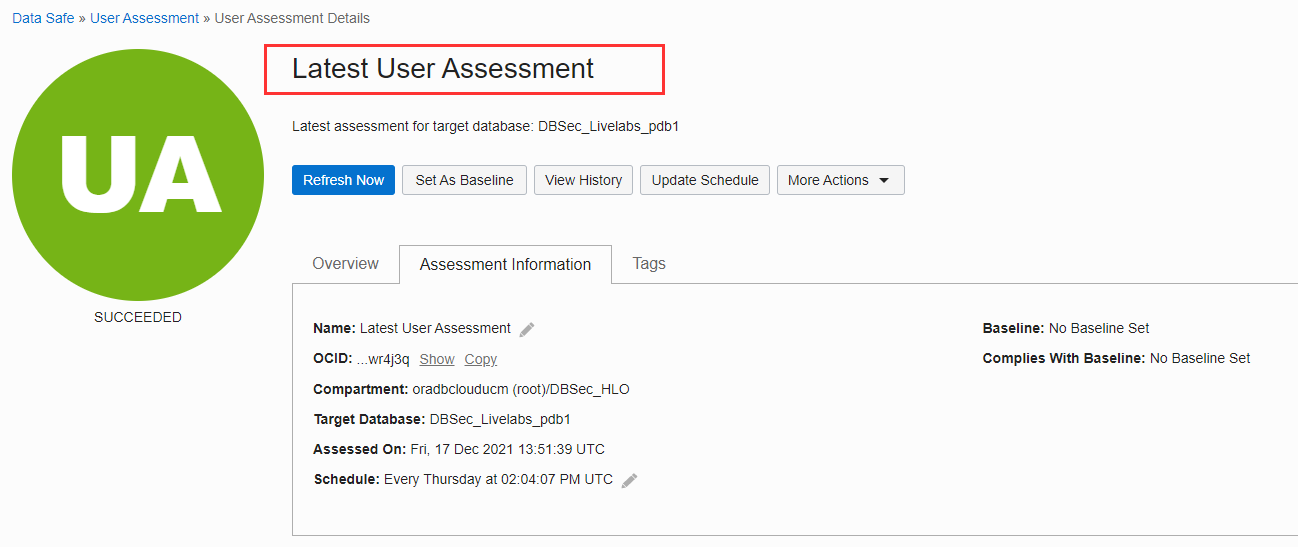 Data Safe » User Assessment » User Assessment Details
UA
SUCCEEDED
Latest User Assessment
Latest assessment for target database: DBSec_Livelabs_pdb1
Refresh Now Set As Baseline View History Update Schedule More Actions
Overview Assessment Information Tags
Name: Latest User Assessment
OCID: ...wr4j3q Show Copy
Compartment: oradbclouducm (root)/DBSec_HLO
Target Database: DBSec_Livelabs_pdb1
Assessed On: Fri, 17 Dec 2021 13:51:39 UTC
Schedule: Every Thursday at 02:04:07 PM UTC
Baseline: No Baseline Set
Complies With Baseline: No Baseline Set